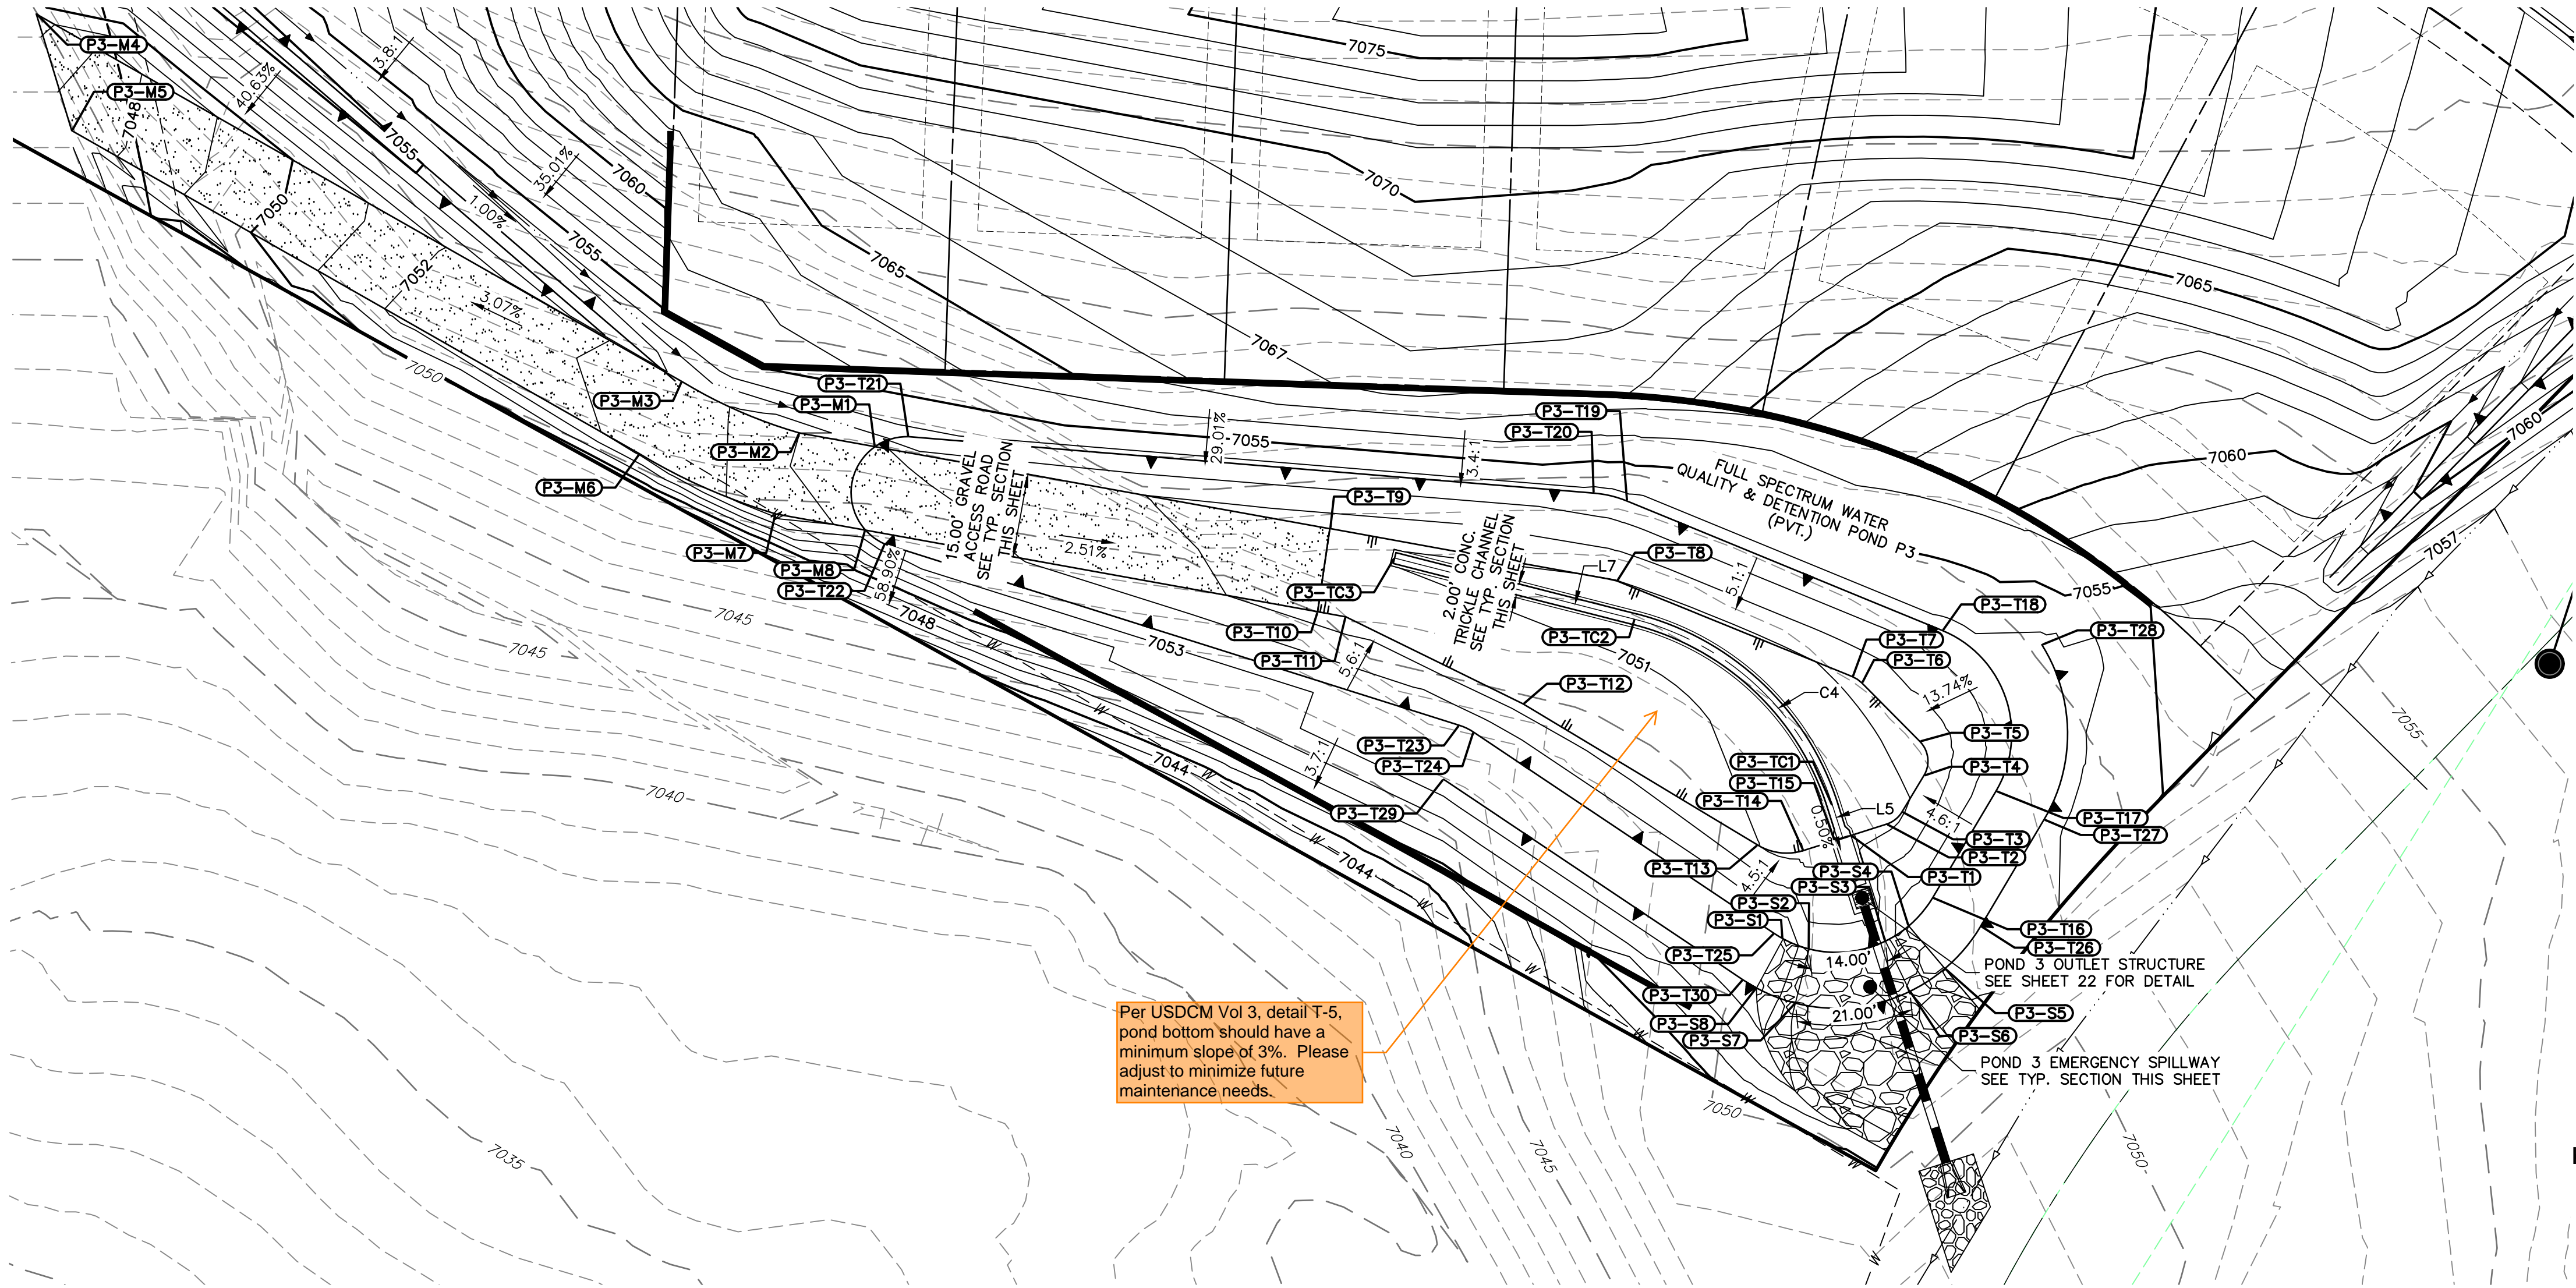 P3-M4
P3-M5
7048
40.63%
3.8:1
7055
35.01%
7060
1.00%
7055
7050
7052
3.07%
7050
7075
7070
7065
7067
7065
7060
7060
7057
7055
7055
P3-M3
P3-T21
P3-M1
P3-M2
P3-M6
P3-M7
P3-M8
P3-T22
58.90%
15.00' GRAVEL
ACCESS ROAD
SEE TYP. SECTION
THIS SHEET
2.51%
29.01%
7055
3.4:1
P3-T19
P3-T20
P3-T9
FULL SPECTRUM WATER
QUALITY & DETENTION POND P3
(PVT.)
P3-T8
L7
5.1:1
2.00' CONC.
TRICKLE CHANNEL
SEE TYP. SECTION
THIS SHEET
P3-TC3
P3-T10
P3-T11
P3-TC2
7051
5.6:1
7048
7053
7045
7045
P3-T18
P3-T7
P3-T6
P3-T28
13.74%
C4
P3-T12
P3-T5
P3-T4
P3-T23
P3-T24
3.7:1
7044
P3-T29
7044
7040
P3-TC1
P3-T15
P3-T14
0.50%
L5
4.6:1
P3-T17
P3-T27
P3-T3
P3-T2
P3-T1
P3-T13
4.5:1
P3-S4
P3-S3
P3-S2
P3-S1
P3-T25
P3-T16
P3-T26
14.00'
POND 3 OUTLET STRUCTURE
SEE SHEET 22 FOR DETAIL
P3-T30
P3-S8
P3-S7
21.00'
P3-S5
P3-S6
POND 3 EMERGENCY SPILLWAY
SEE TYP. SECTION THIS SHEET
Per USDCM Vol 3, detail T-5,
pond bottom should have a
minimum slope of 3%.  Please
adjust to minimize future
maintenance needs.
7050
7050
7040
7045
7035
W
W
W
W
W
W
W
W
W
W